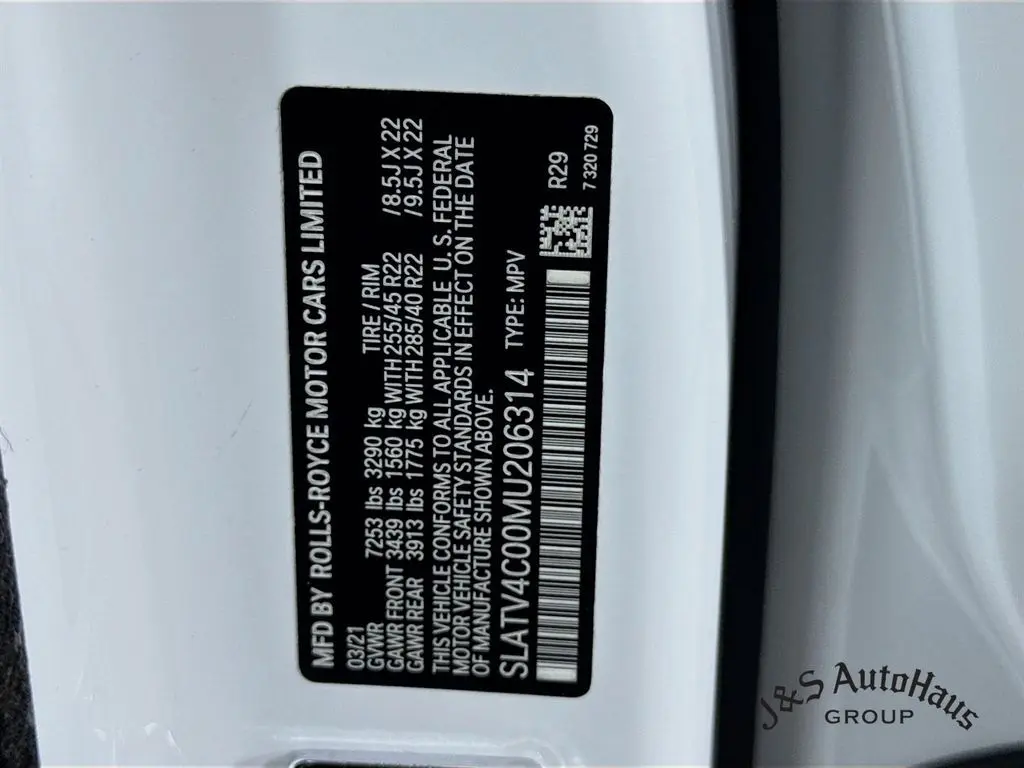 MFD BY ROLLS-ROYCE MOTOR CARS LIMITED
03/21
GVWR 7253 lbs 3290 kg TIRE / RIM
GAWR FRONT 3439 lbs 1560 kg WITH 255/45 R22 / 8.5J X 22
GAWR REAR 3913 lbs 1775 kg WITH 285/40 R22 / 9.5J X 22
THIS VEHICLE CONFORMS TO ALL APPLICABLE U. S. FEDERAL
MOTOR VEHICLE SAFETY STANDARDS IN EFFECT ON THE DATE
OF MANUFACTURE SHOWN ABOVE.
SLATV4C00MU206314 TYPE: MPV
R29
7 320 729
J&S AutoHaus
GROUP